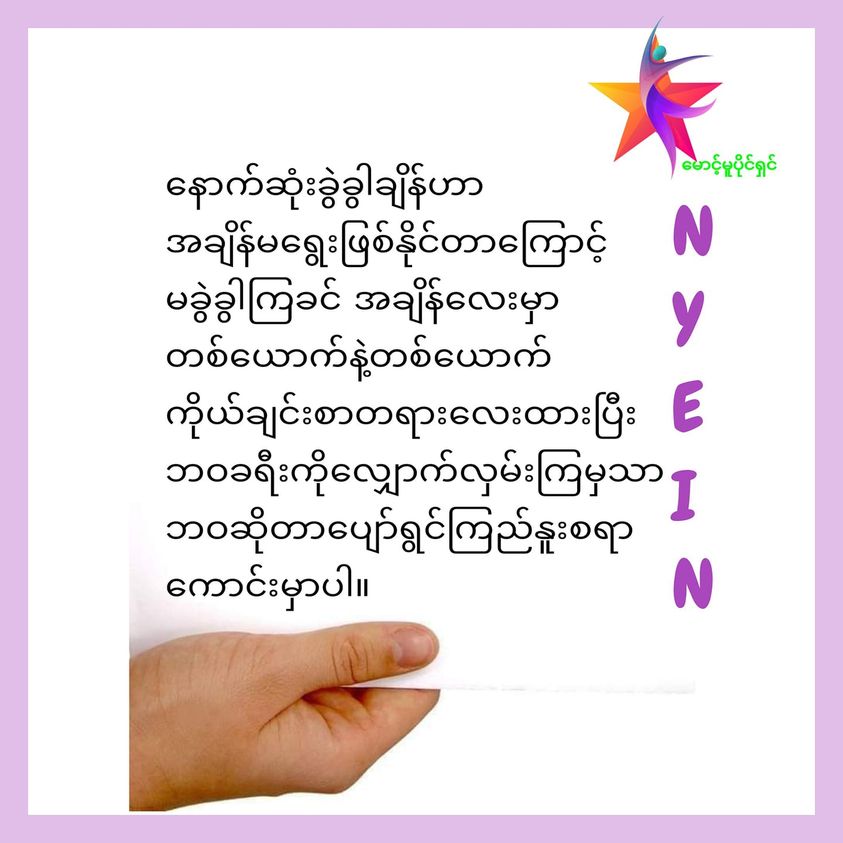 မောင့်မူပိုင်ရှင်
နောက်ဆုံးခွဲခွါချိန်ဟာ
အချိန်မရွေးဖြစ်နိုင်တာကြောင့်
မခွဲခွါကြခင် အချိန်လေးမှာ
တစ်ယောက်နဲ့တစ်ယောက်
ကိုယ်ချင်းစာတရားလေးထားပြီး
ဘဝခရီးကိုလျှောက်လှမ်းကြမှသာ
ဘဝဆိုတာပျော်ရွှင်ကြည်နူးစရာ
ကောင်းမှာပါ။
NYEIN